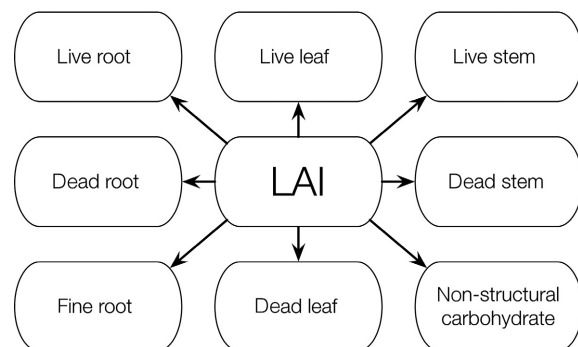 Live root
Live leaf
Live stem
Dead root
LAI
Dead stem
Fine root
Dead leaf
Non-structural
carbohydrate